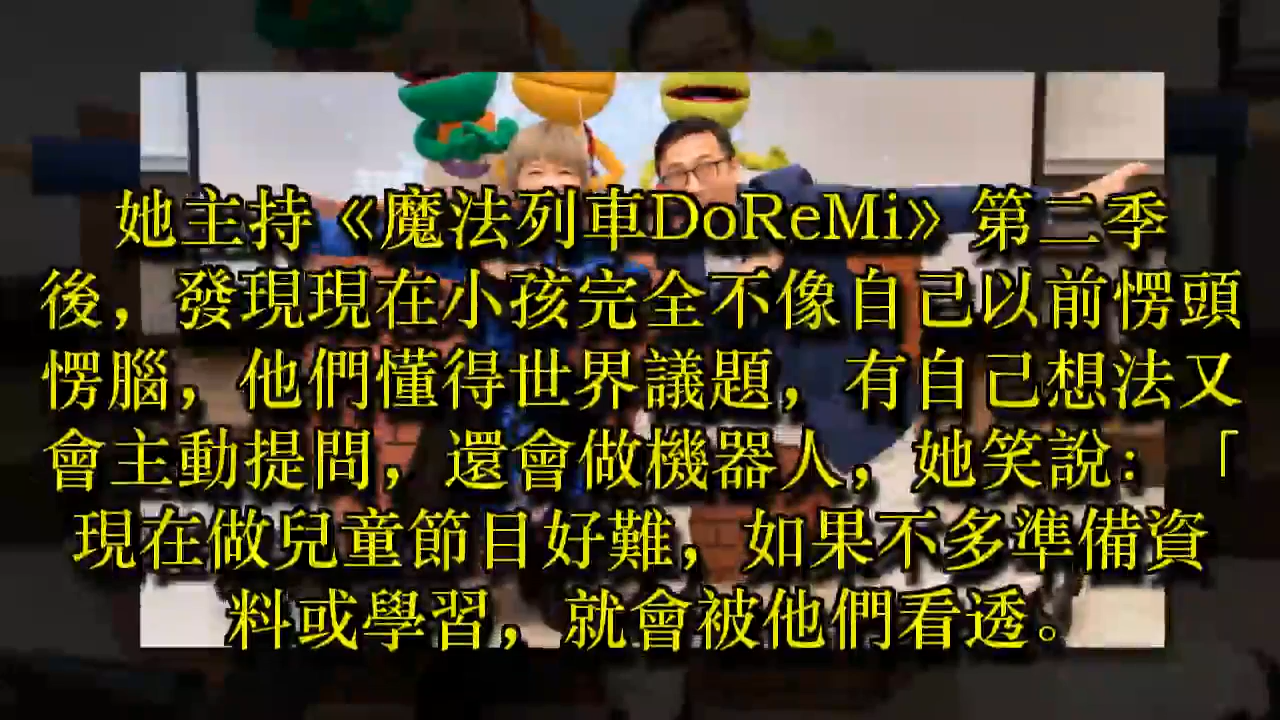 她主持《魔法列車DoReMi》第二季
後，發現現在小孩完全不像自己以前愣頭
愣腦，他們懂得世界議題，有自己想法又
會主動提問，還會做機器人，她笑說：「
現在做兒童節目好難，如果不多準備資
料或學習，就會被他們看透。